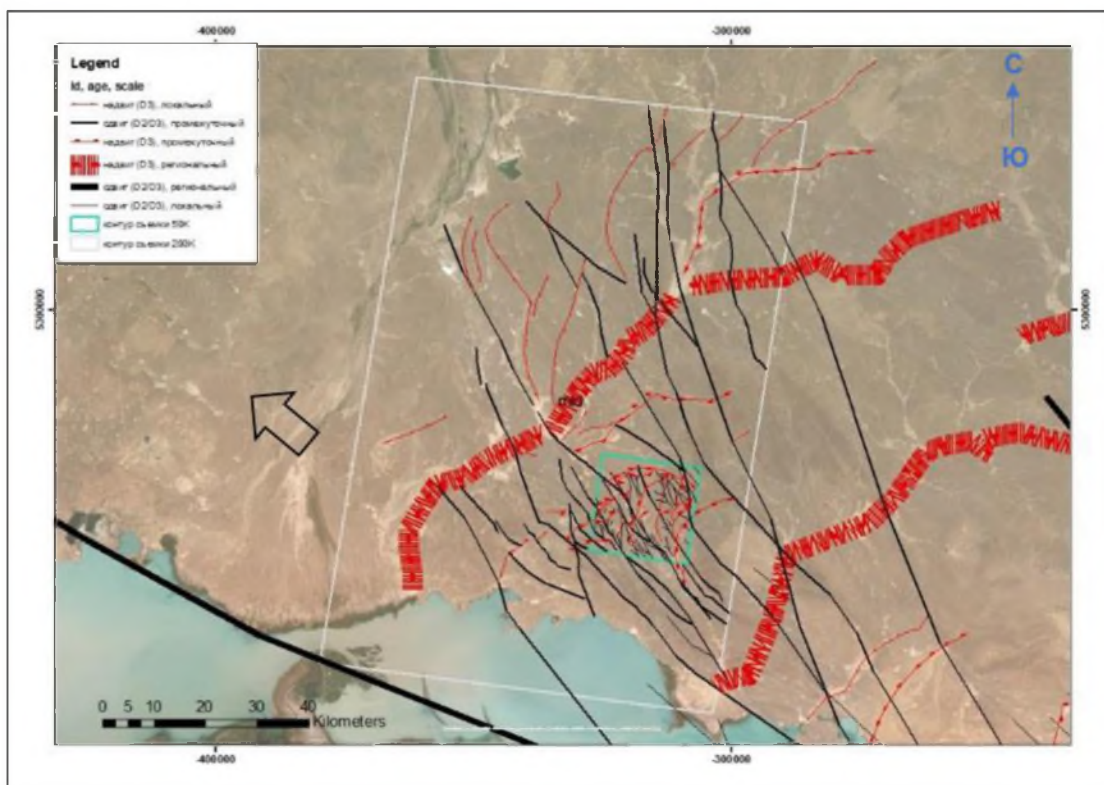 -400000
-300000
Legend
Id, age, scale
надвиг (D3), локальный
сдвиг (D2/D3), промежуточный
надвиг (D3), промежуточный
надвиг (D3), региональный
сдвиг (D2/D3), региональный
сдвиг (D2/D3), локальный
контур съемки 50K
контур съемки 200K
С
Ю
5300000
5300000
0 5 10 20 30 40
Kilometers
-400000
-300000